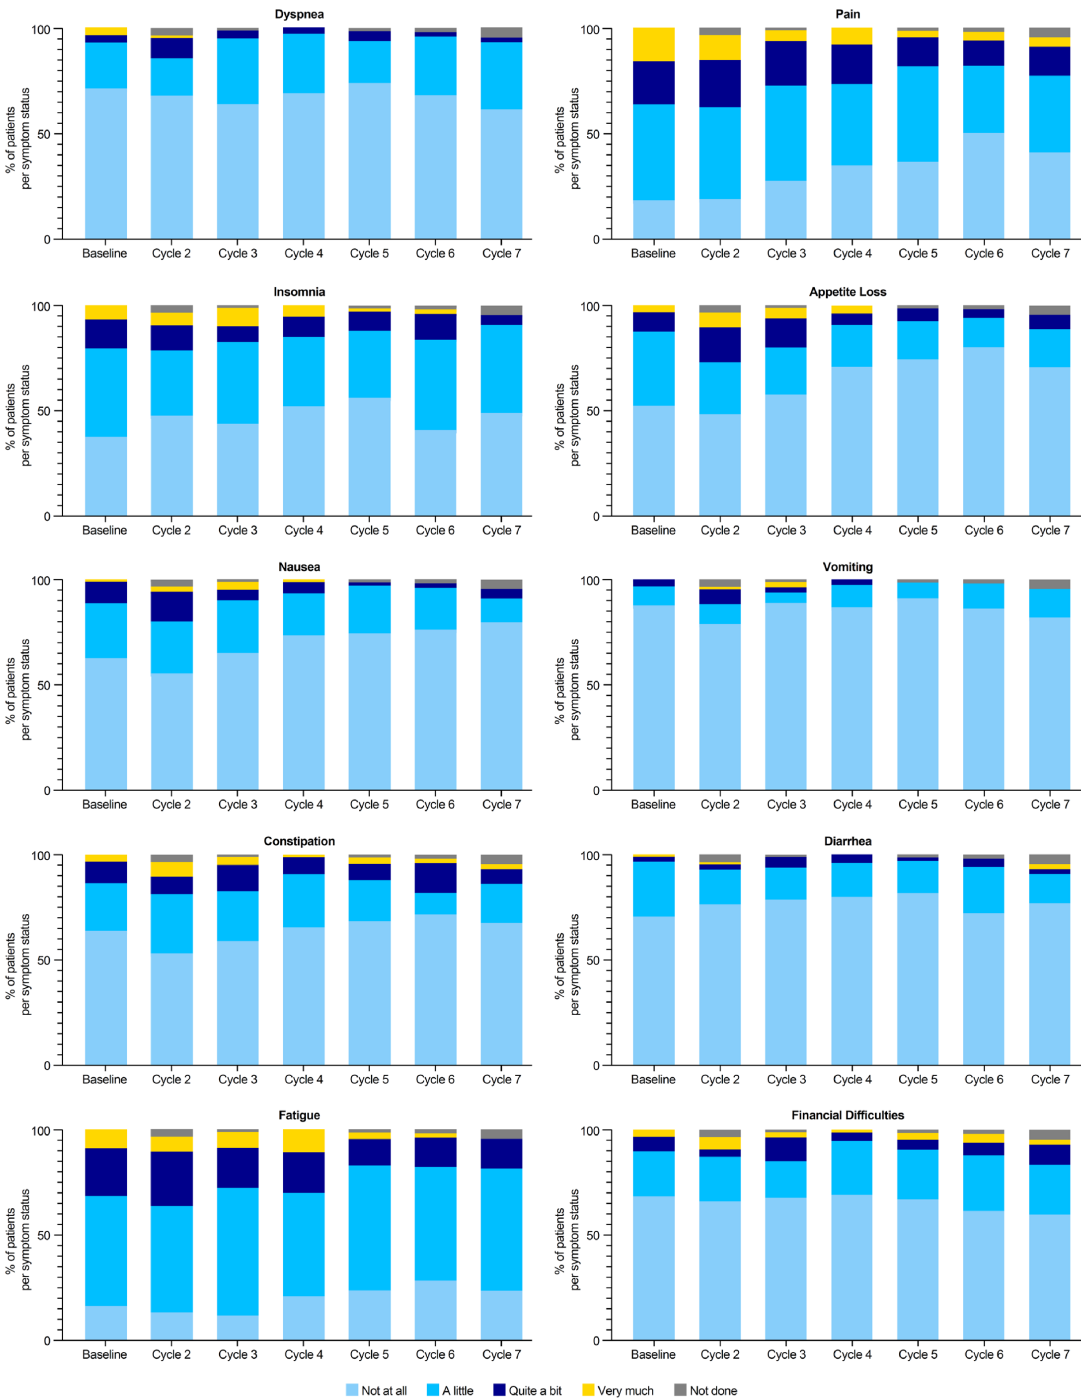 Dyspnea
% of patients
per symptom status
100
50
0
Baseline Cycle 2 Cycle 3 Cycle 4 Cycle 5 Cycle 6 Cycle 7
Pain
% of patients
per symptom status
100
50
0
Baseline Cycle 2 Cycle 3 Cycle 4 Cycle 5 Cycle 6 Cycle 7
Insomnia
% of patients
per symptom status
100
50
0
Baseline Cycle 2 Cycle 3 Cycle 4 Cycle 5 Cycle 6 Cycle 7
Appetite Loss
% of patients
per symptom status
100
50
0
Baseline Cycle 2 Cycle 3 Cycle 4 Cycle 5 Cycle 6 Cycle 7
Nausea
% of patients
per symptom status
100
50
0
Baseline Cycle 2 Cycle 3 Cycle 4 Cycle 5 Cycle 6 Cycle 7
Vomiting
% of patients
per symptom status
100
50
0
Baseline Cycle 2 Cycle 3 Cycle 4 Cycle 5 Cycle 6 Cycle 7
Constipation
% of patients
per symptom status
100
50
0
Baseline Cycle 2 Cycle 3 Cycle 4 Cycle 5 Cycle 6 Cycle 7
Diarrhea
% of patients
per symptom status
100
50
0
Baseline Cycle 2 Cycle 3 Cycle 4 Cycle 5 Cycle 6 Cycle 7
Fatigue
% of patients
per symptom status
100
50
0
Baseline Cycle 2 Cycle 3 Cycle 4 Cycle 5 Cycle 6 Cycle 7
Financial Difficulties
% of patients
per symptom status
100
50
0
Baseline Cycle 2 Cycle 3 Cycle 4 Cycle 5 Cycle 6 Cycle 7
Not at all A little Quite a bit Very much Not done